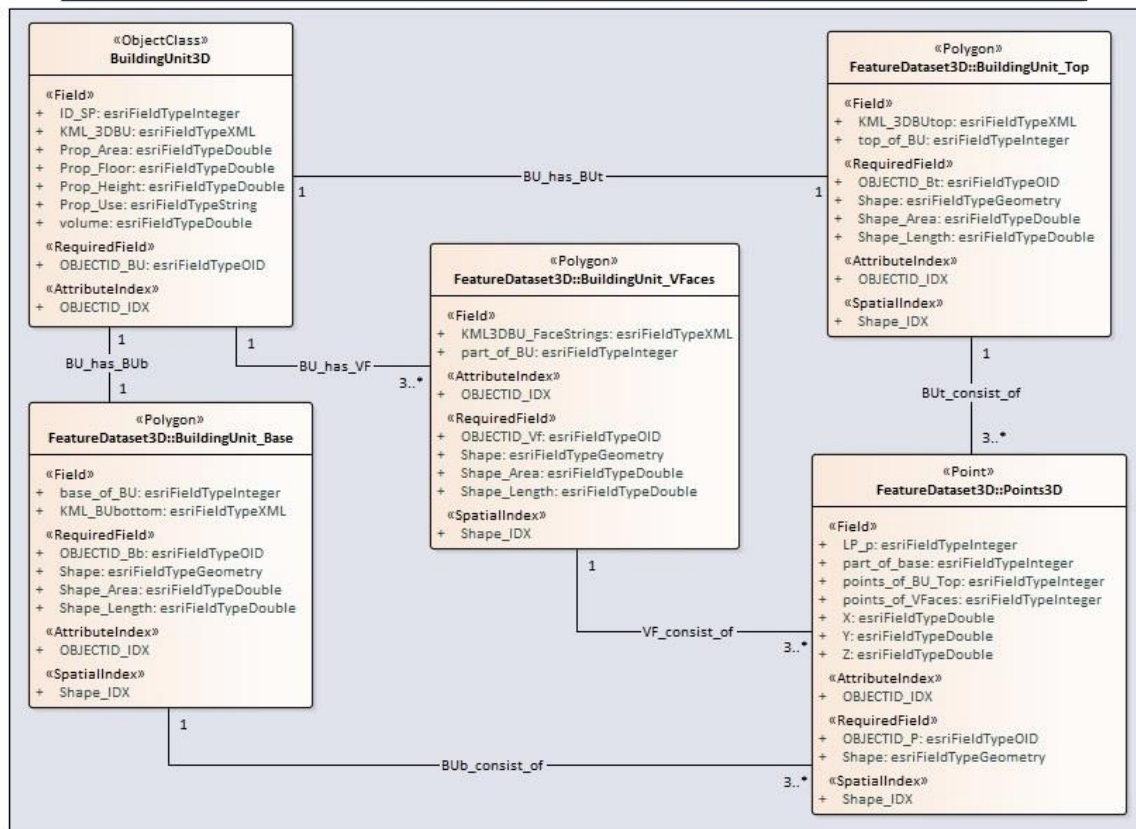 «ObjectClass»
BuildingUnit3D
«Field»
+ ID_SP: esriFieldTypeInteger
+ KML_3DBU: esriFieldTypeXML
+ Prop_Area: esriFieldTypeDouble
+ Prop_Floor: esriFieldTypeDouble
+ Prop_Height: esriFieldTypeDouble
+ Prop_Use: esriFieldTypeString
+ volume: esriFieldTypeDouble
«RequiredField»
+ OBJECTID_BU: esriFieldTypeOID
«AttributeIndex»
+ OBJECTID_IDX
«Polygon»
FeatureDataset3D::BuildingUnit_Top
«Field»
+ KML_3DBUtop: esriFieldTypeXML
+ top_of_BU: esriFieldTypeInteger
«RequiredField»
+ OBJECTID_Bt: esriFieldTypeOID
+ Shape: esriFieldTypeGeometry
+ Shape_Area: esriFieldTypeDouble
+ Shape_Length: esriFieldTypeDouble
«AttributeIndex»
+ OBJECTID_IDX
«SpatialIndex»
+ Shape_IDX
BU_has_BUt
1
1
«Polygon»
FeatureDataset3D::BuildingUnit_VFaces
«Field»
+ KML3DBU_FaceStrings: esriFieldTypeXML
+ part_of_BU: esriFieldTypeInteger
«AttributeIndex»
+ OBJECTID_IDX
«RequiredField»
+ OBJECTID_Vf: esriFieldTypeOID
+ Shape: esriFieldTypeGeometry
+ Shape_Area: esriFieldTypeDouble
+ Shape_Length: esriFieldTypeDouble
«SpatialIndex»
+ Shape_IDX
1
BU_has_BUb
1
1
BU_has_VF
3..*
1
BUt_consist_of
3..*
«Polygon»
FeatureDataset3D::BuildingUnit_Base
«Field»
+ base_of_BU: esriFieldTypeInteger
+ KML_BUbottom: esriFieldTypeXML
«RequiredField»
+ OBJECTID_Bb: esriFieldTypeOID
+ Shape: esriFieldTypeGeometry
+ Shape_Area: esriFieldTypeDouble
+ Shape_Length: esriFieldTypeDouble
«AttributeIndex»
+ OBJECTID_IDX
«SpatialIndex»
+ Shape_IDX
«Point»
FeatureDataset3D::Points3D
«Field»
+ LP_p: esriFieldTypeInteger
+ part_of_base: esriFieldTypeInteger
+ points_of_BU_Top: esriFieldTypeInteger
+ points_of_VFaces: esriFieldTypeInteger
+ X: esriFieldTypeDouble
+ Y: esriFieldTypeDouble
+ Z: esriFieldTypeDouble
«AttributeIndex»
+ OBJECTID_IDX
«RequiredField»
+ OBJECTID_P: esriFieldTypeOID
+ Shape: esriFieldTypeGeometry
«SpatialIndex»
+ Shape_IDX
1
VF_consist_of
3..*
1
BUb_consist_of
3..*